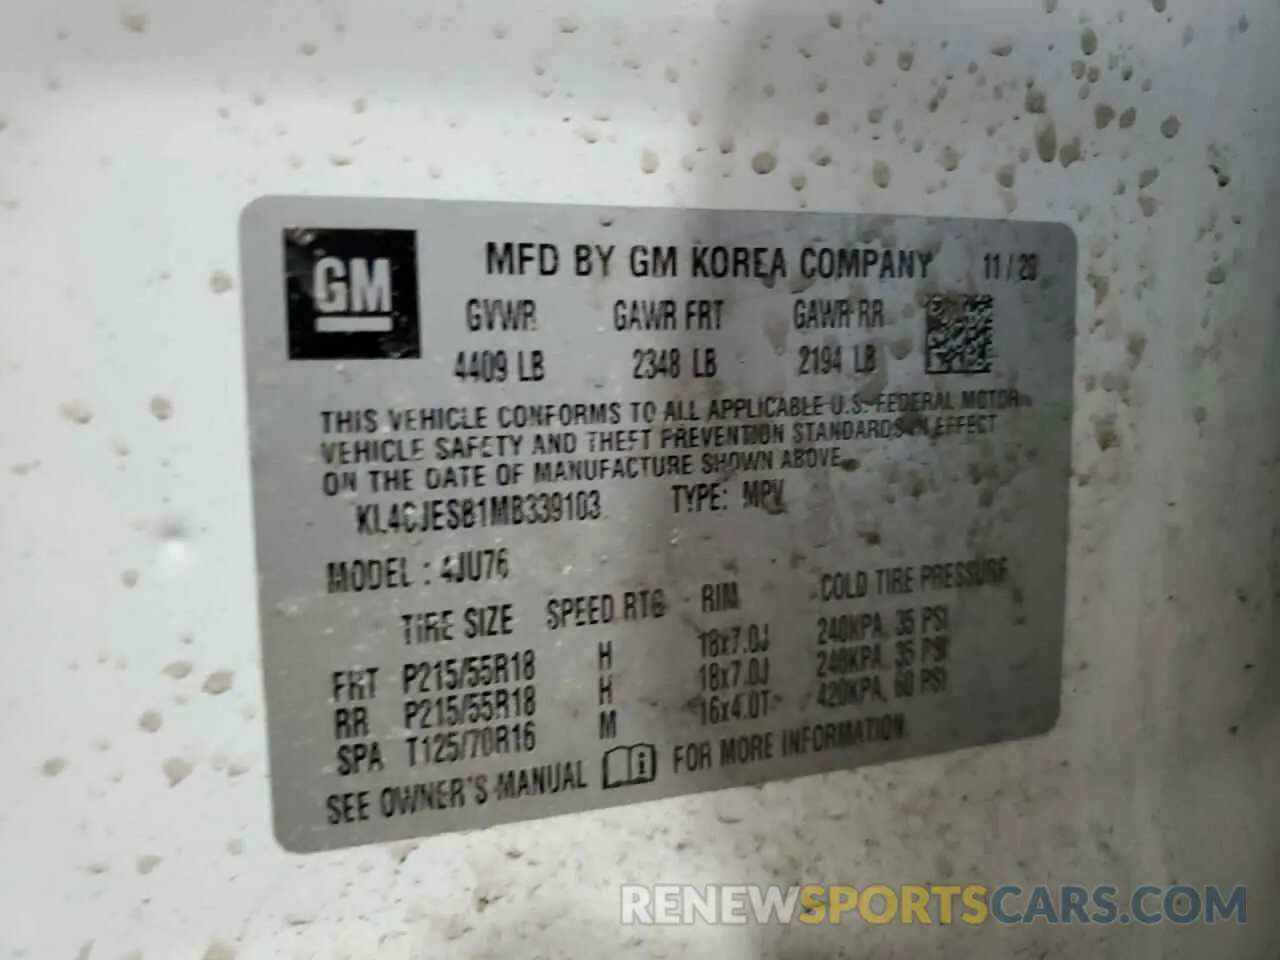 GM
MFD BY GM KOREA COMPANY 11/20
GVWR GAWR FRT GAWR RR
4409 LB 2348 LB 2194 LB
THIS VEHICLE CONFORMS TO ALL APPLICABLE U.S. FEDERAL MOTOR
VEHICLE SAFETY AND THEFT PREVENTION STANDARDS IN EFFECT
ON THE DATE OF MANUFACTURE SHOWN ABOVE.
KL4CJESB1MB339103 TYPE: MPV
MODEL : 4JU76
TIRE SIZE SPEED RTG RIM COLD TIRE PRESSURE
FRT P215/55R18 H 18x7.0J 240KPA, 35 PSI
RR P215/55R18 H 18x7.0J 240KPA, 35 PSI
SPA T125/70R16 M 16x4.0T 420KPA, 60 PSI
SEE OWNER'S MANUAL FOR MORE INFORMATION.
RENEWSPORTSCARS.COM